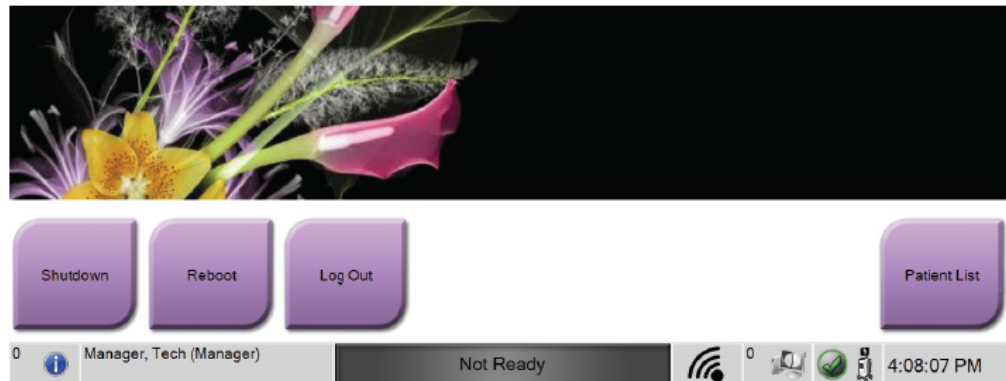 Shutdown
Reboot
Log Out
Patient List
0
Manager, Tech (Manager)
Not Ready
0
4:08:07 PM